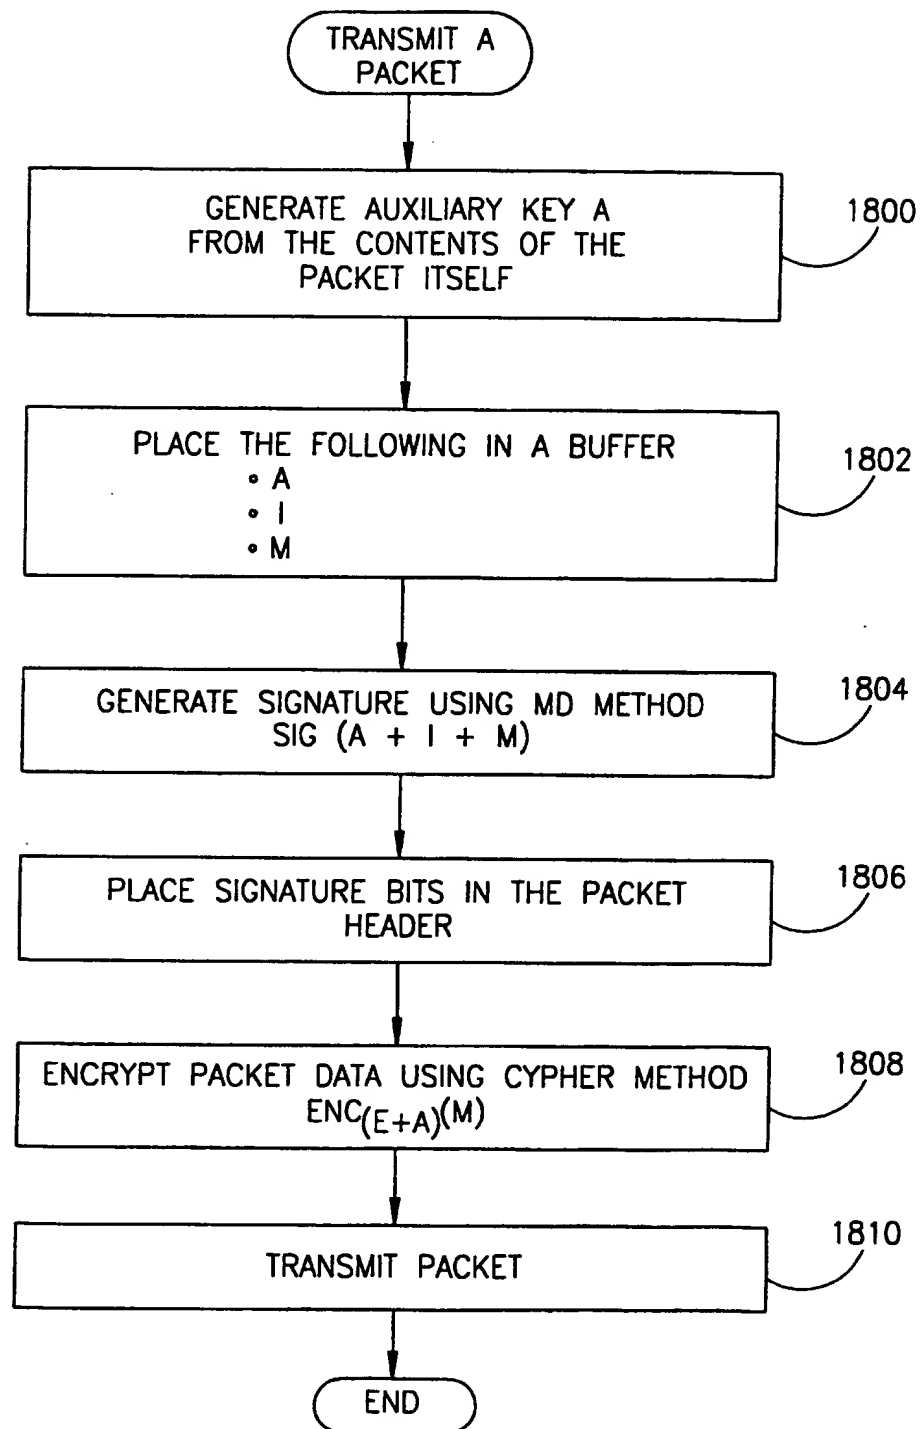 TRANSMIT A
PACKET
GENERATE AUXILIARY KEY A
FROM THE CONTENTS OF THE
PACKET ITSELF
1800
PLACE THE FOLLOWING IN A BUFFER
• A
• I
• M
1802
GENERATE SIGNATURE USING MD METHOD
SIG (A + I + M)
1804
PLACE SIGNATURE BITS IN THE PACKET
HEADER
1806
ENCRYPT PACKET DATA USING CYPHER METHOD
ENC(E+A)(M)
1808
TRANSMIT PACKET
1810
END